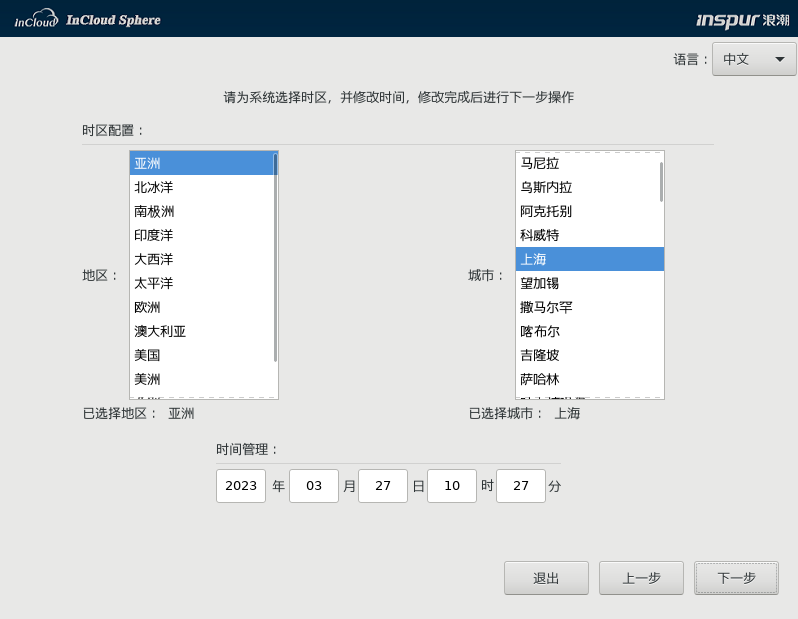 InCloud InCloud Sphere inspur 浪潮
语言： 中文
请为系统选择时区，并修改时间，修改完成后进行下一步操作
时区配置：
地区：
亚洲
北冰洋
南极洲
印度洋
大西洋
太平洋
欧洲
澳大利亚
美国
美洲
已选择地区： 亚洲
城市：
马尼拉
乌斯内拉
阿克托别
科威特
上海
望加锡
撒马尔罕
喀布尔
吉隆坡
萨哈林
已选择城市： 上海
时间管理：
2023 年 03 月 27 日 10 时 27 分
退出 上一步 下一步